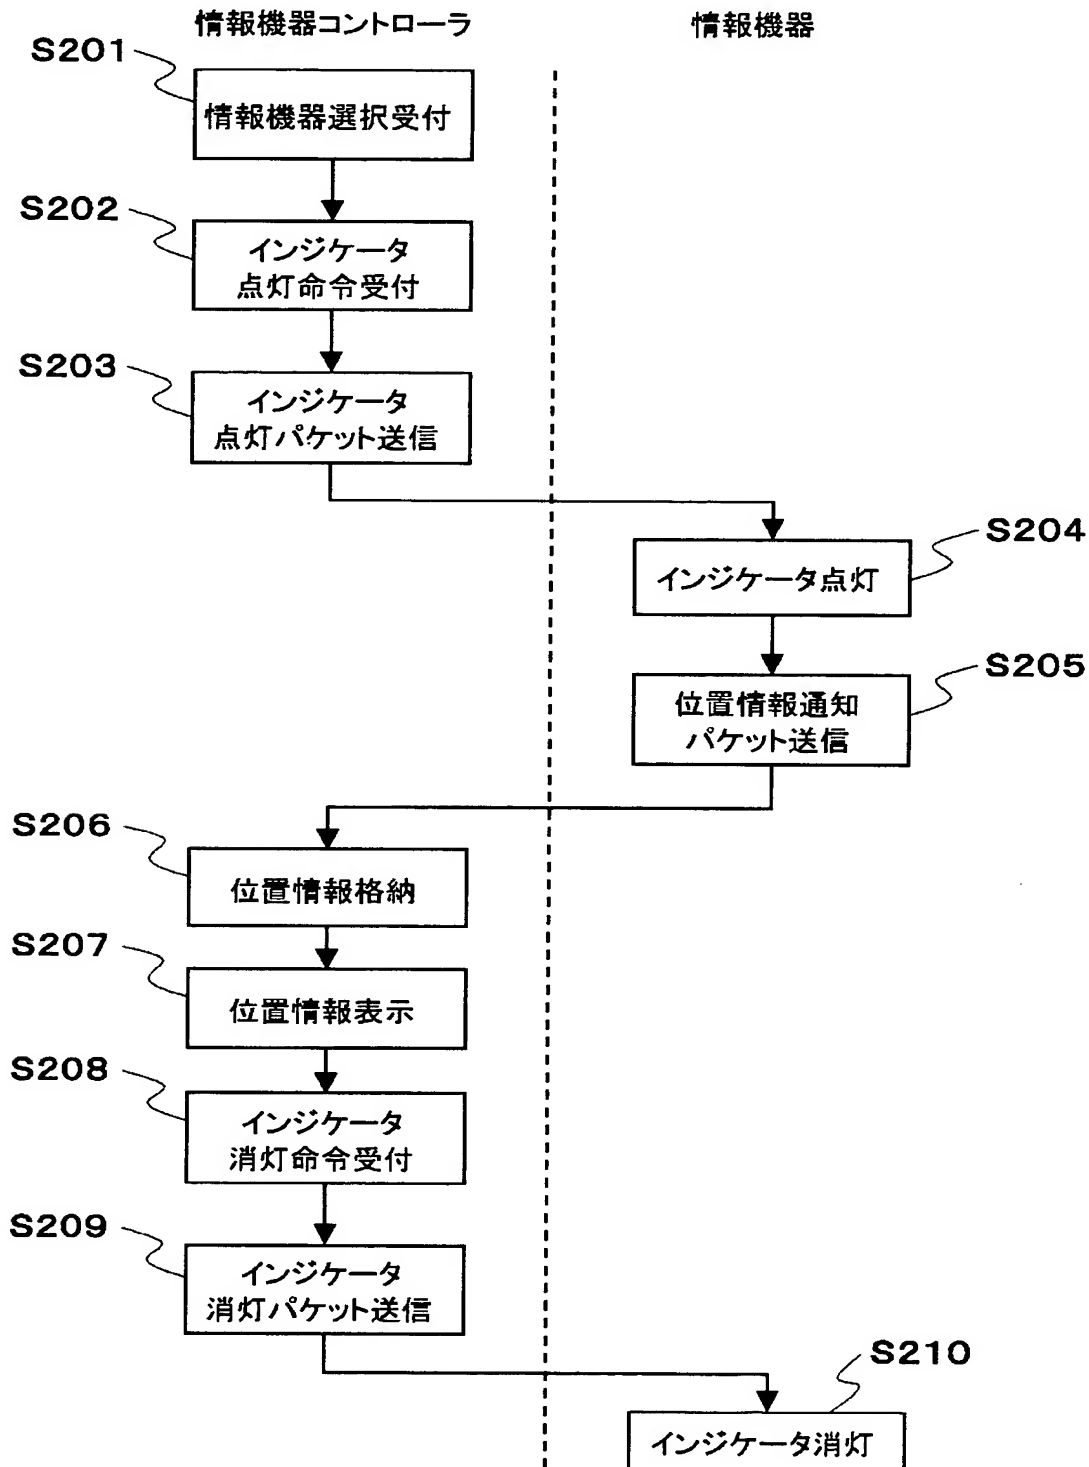 情報機器コントローラ
情報機器
S201
情報機器選択受付
S202
インジケータ
点灯命令受付
S203
インジケータ
点灯パケット送信
S204
インジケータ点灯
S205
位置情報通知
パケット送信
S206
位置情報格納
S207
位置情報表示
S208
インジケータ
消灯命令受付
S209
インジケータ
消灯パケット送信
S210
インジケータ消灯